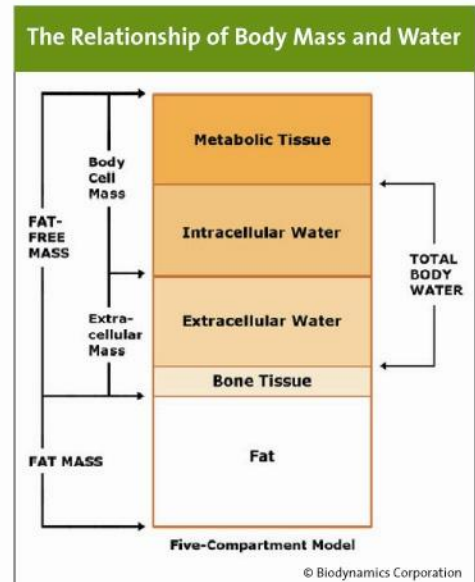 The Relationship of Body Mass and Water
Metabolic Tissue
Body
Cell
Mass
Intracellular Water
FAT-
FREE
MASS
TOTAL
BODY
WATER
Extra-
cellular
Mass
Extracellular Water
Bone Tissue
FAT MASS
Fat
Five-Compartment Model
© Biodynamics Corporation